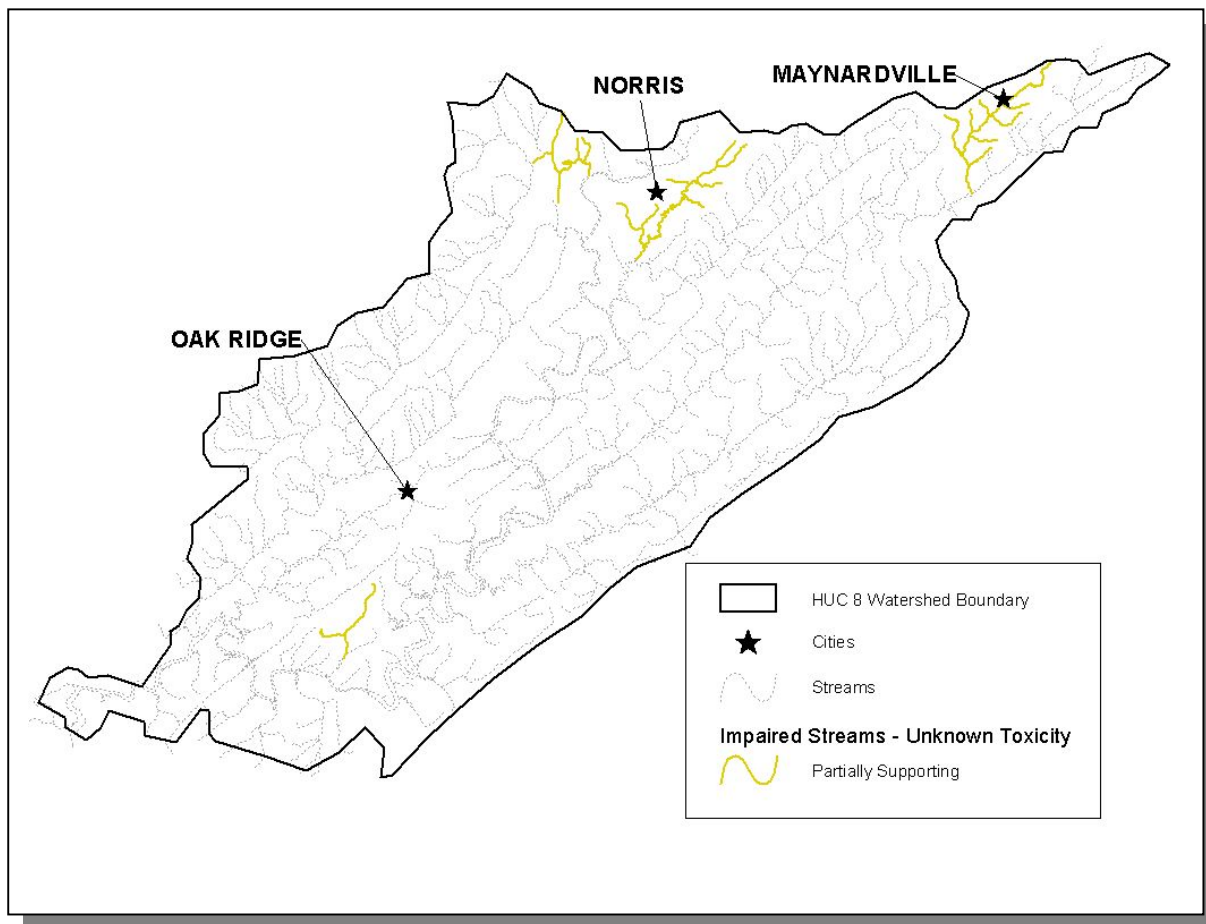 MAYNARDVILLE
NORRIS
OAK RIDGE
HUC 8 Watershed Boundary
Cities
Streams
Impaired Streams - Unknown Toxicity
Partially Supporting